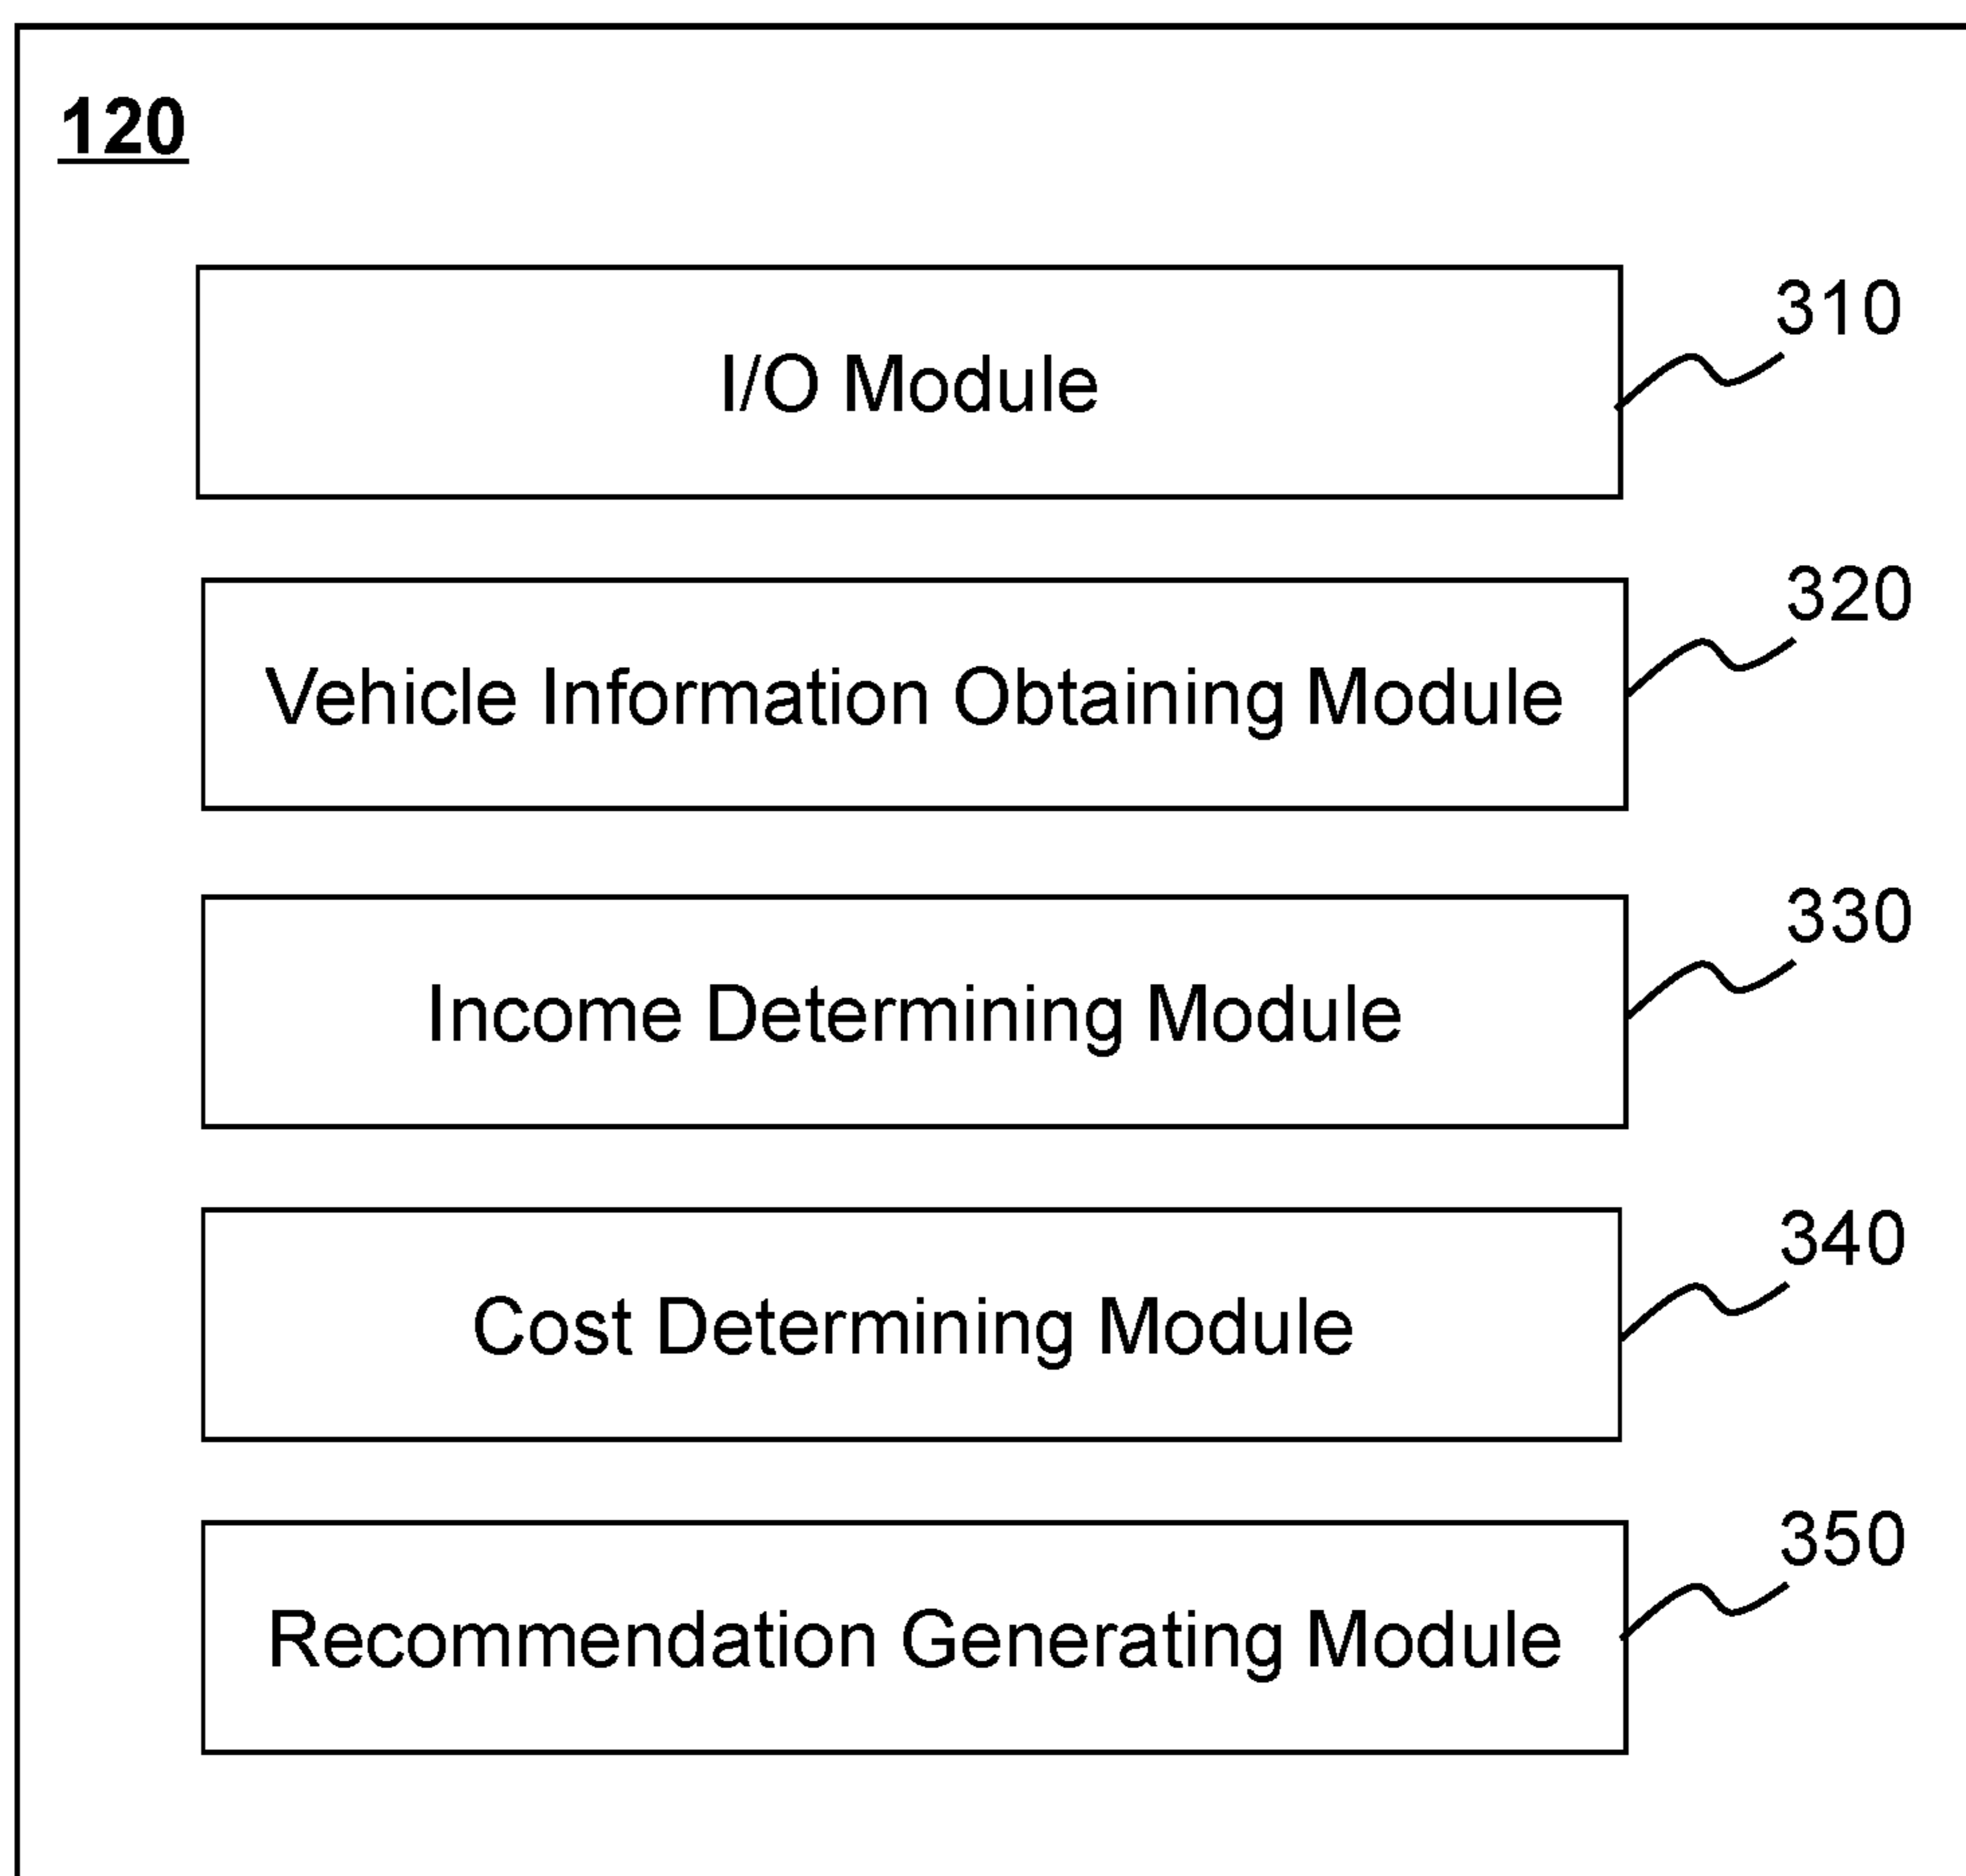 120
310
I/O Module
320
Vehicle Information Obtaining Module
330
Income Determining Module
340
Cost Determining Module
350
Recommendation Generating Module